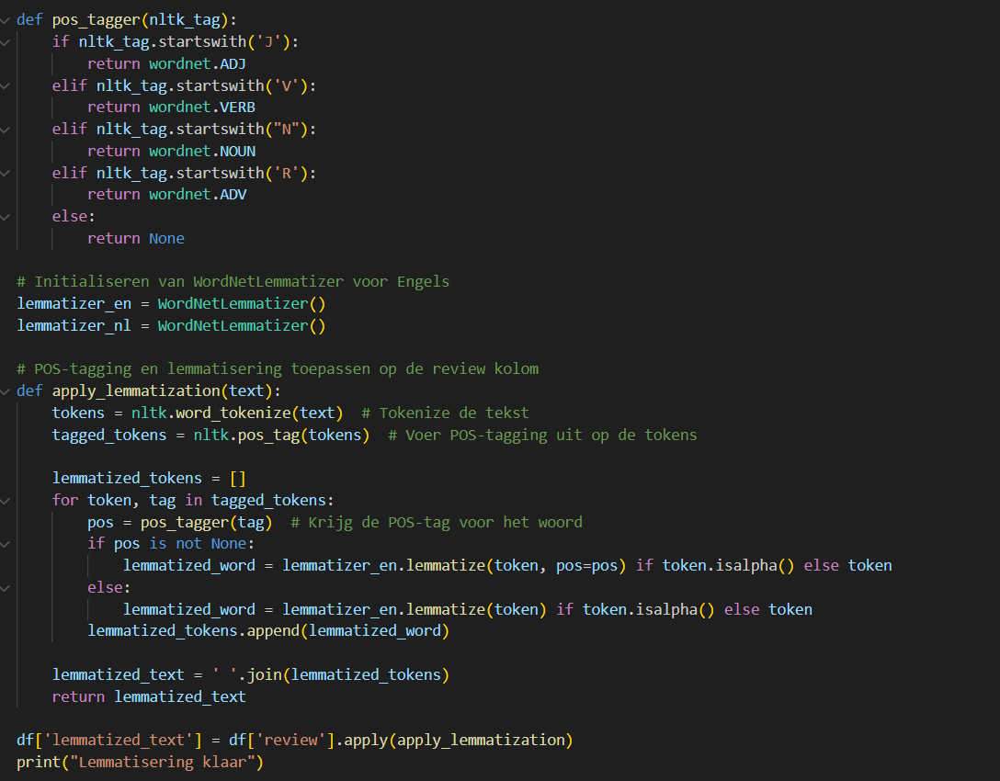 def pos_tagger(nltk_tag):
    if nltk_tag.startswith('J'):
        return wordnet.ADJ
    elif nltk_tag.startswith('V'):
        return wordnet.VERB
    elif nltk_tag.startswith("N"):
        return wordnet.NOUN
    elif nltk_tag.startswith('R'):
        return wordnet.ADV
    else:
        return None

# Initialiseren van WordNetLemmatizer voor Engels
lemmatizer_en = WordNetLemmatizer()
lemmatizer_nl = WordNetLemmatizer()

# POS-tagging en lemmatisering toepassen op de review kolom
def apply_lemmatization(text):
    tokens = nltk.word_tokenize(text)  # Tokenize de tekst
    tagged_tokens = nltk.pos_tag(tokens)  # Voer POS-tagging uit op de tokens

    lemmatized_tokens = []
    for token, tag in tagged_tokens:
        pos = pos_tagger(tag)  # Krijg de POS-tag voor het woord
        if pos is not None:
            lemmatized_word = lemmatizer_en.lemmatize(token, pos=pos) if token.isalpha() else token
        else:
            lemmatized_word = lemmatizer_en.lemmatize(token) if token.isalpha() else token
        lemmatized_tokens.append(lemmatized_word)

    lemmatized_text = ' '.join(lemmatized_tokens)
    return lemmatized_text

df['lemmatized_text'] = df['review'].apply(apply_lemmatization)
print("Lemmatisering klaar")